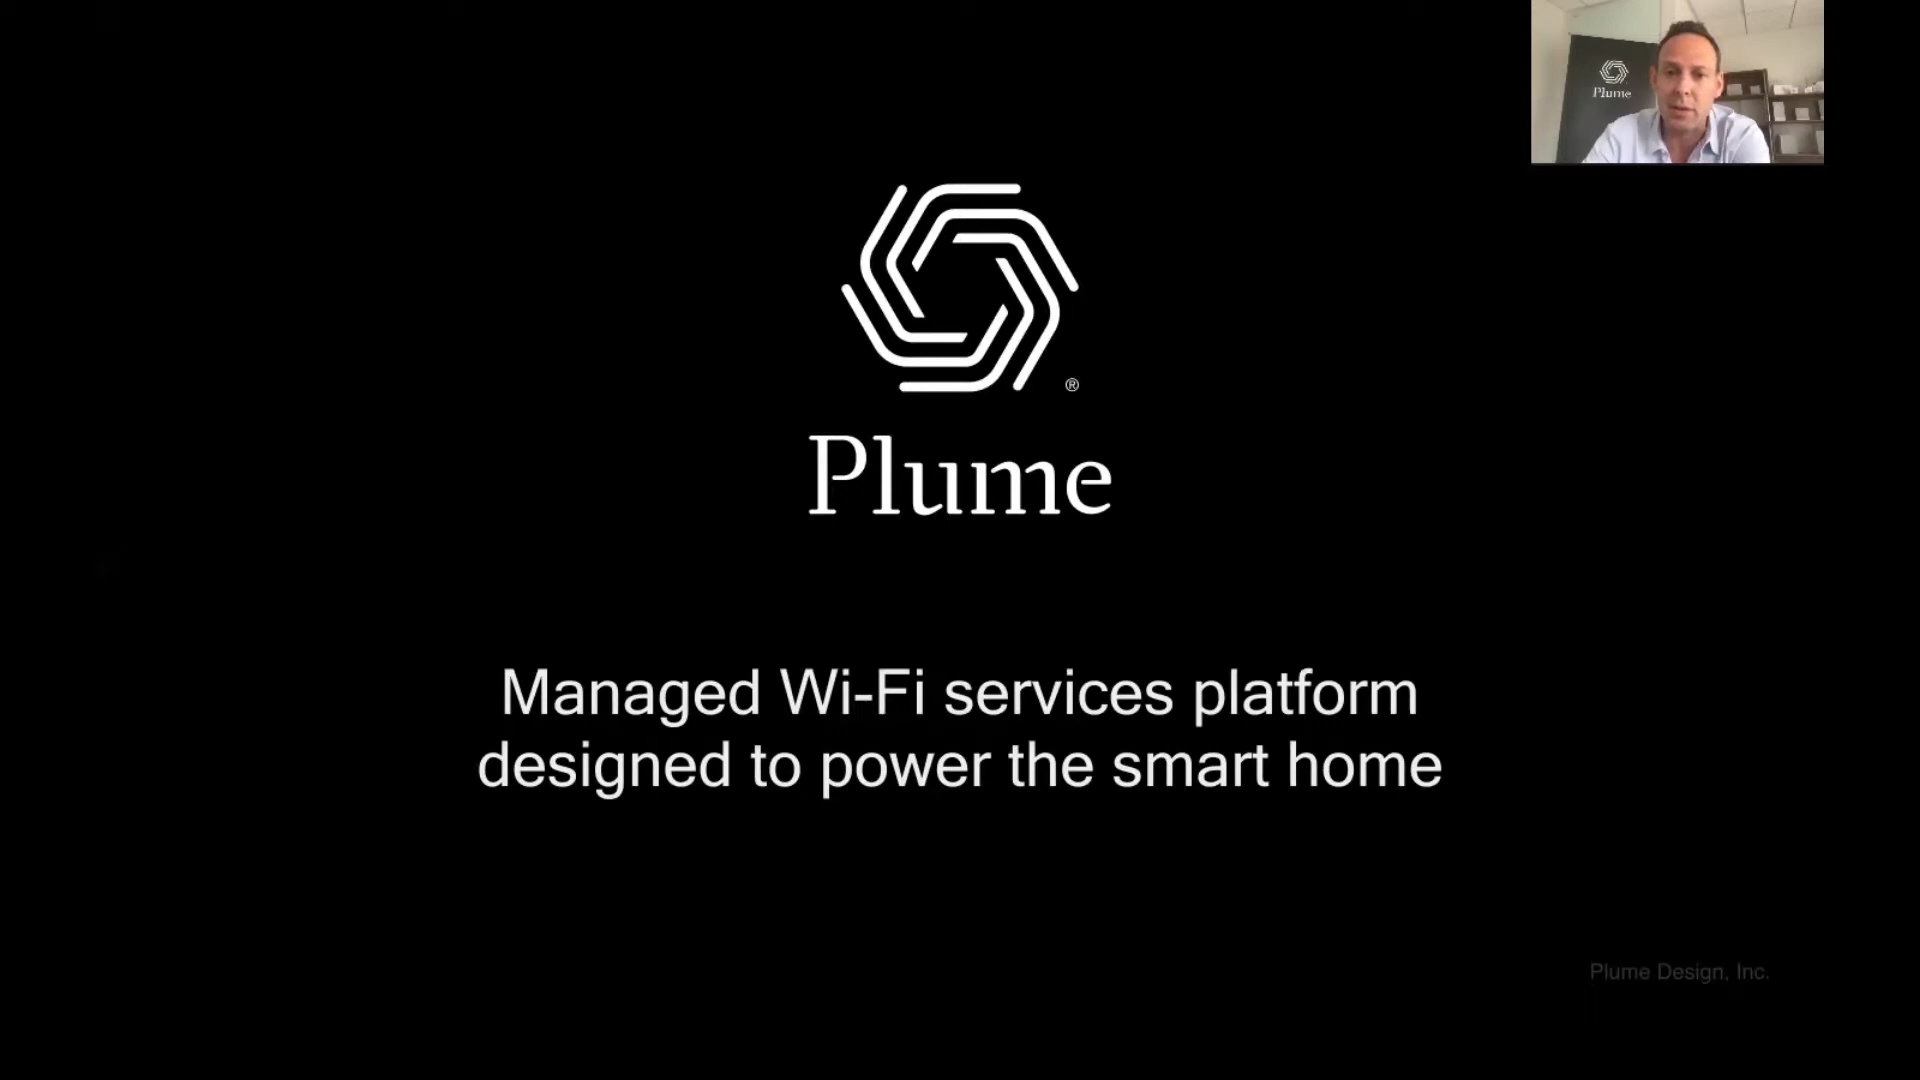 Plume
®
Plume
Managed Wi-Fi services platform
designed to power the smart home
Plume Design, Inc.